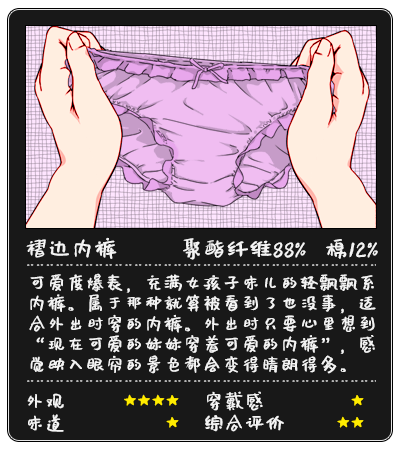 褶边内裤 聚酯纤维88% 棉12%
可爱度爆表，充满女孩子味儿的轻飘飘系
内裤。属于那种就算被看到了也没事，适
合外出时穿的内裤。外出时只要心里想到
“现在可爱的妹妹穿着可爱的内裤”，感
觉映入眼帘的景色都会变得晴朗得多。
外观 ★★★★ 穿戴感 ★
味道 ★ 综合评价 ★★